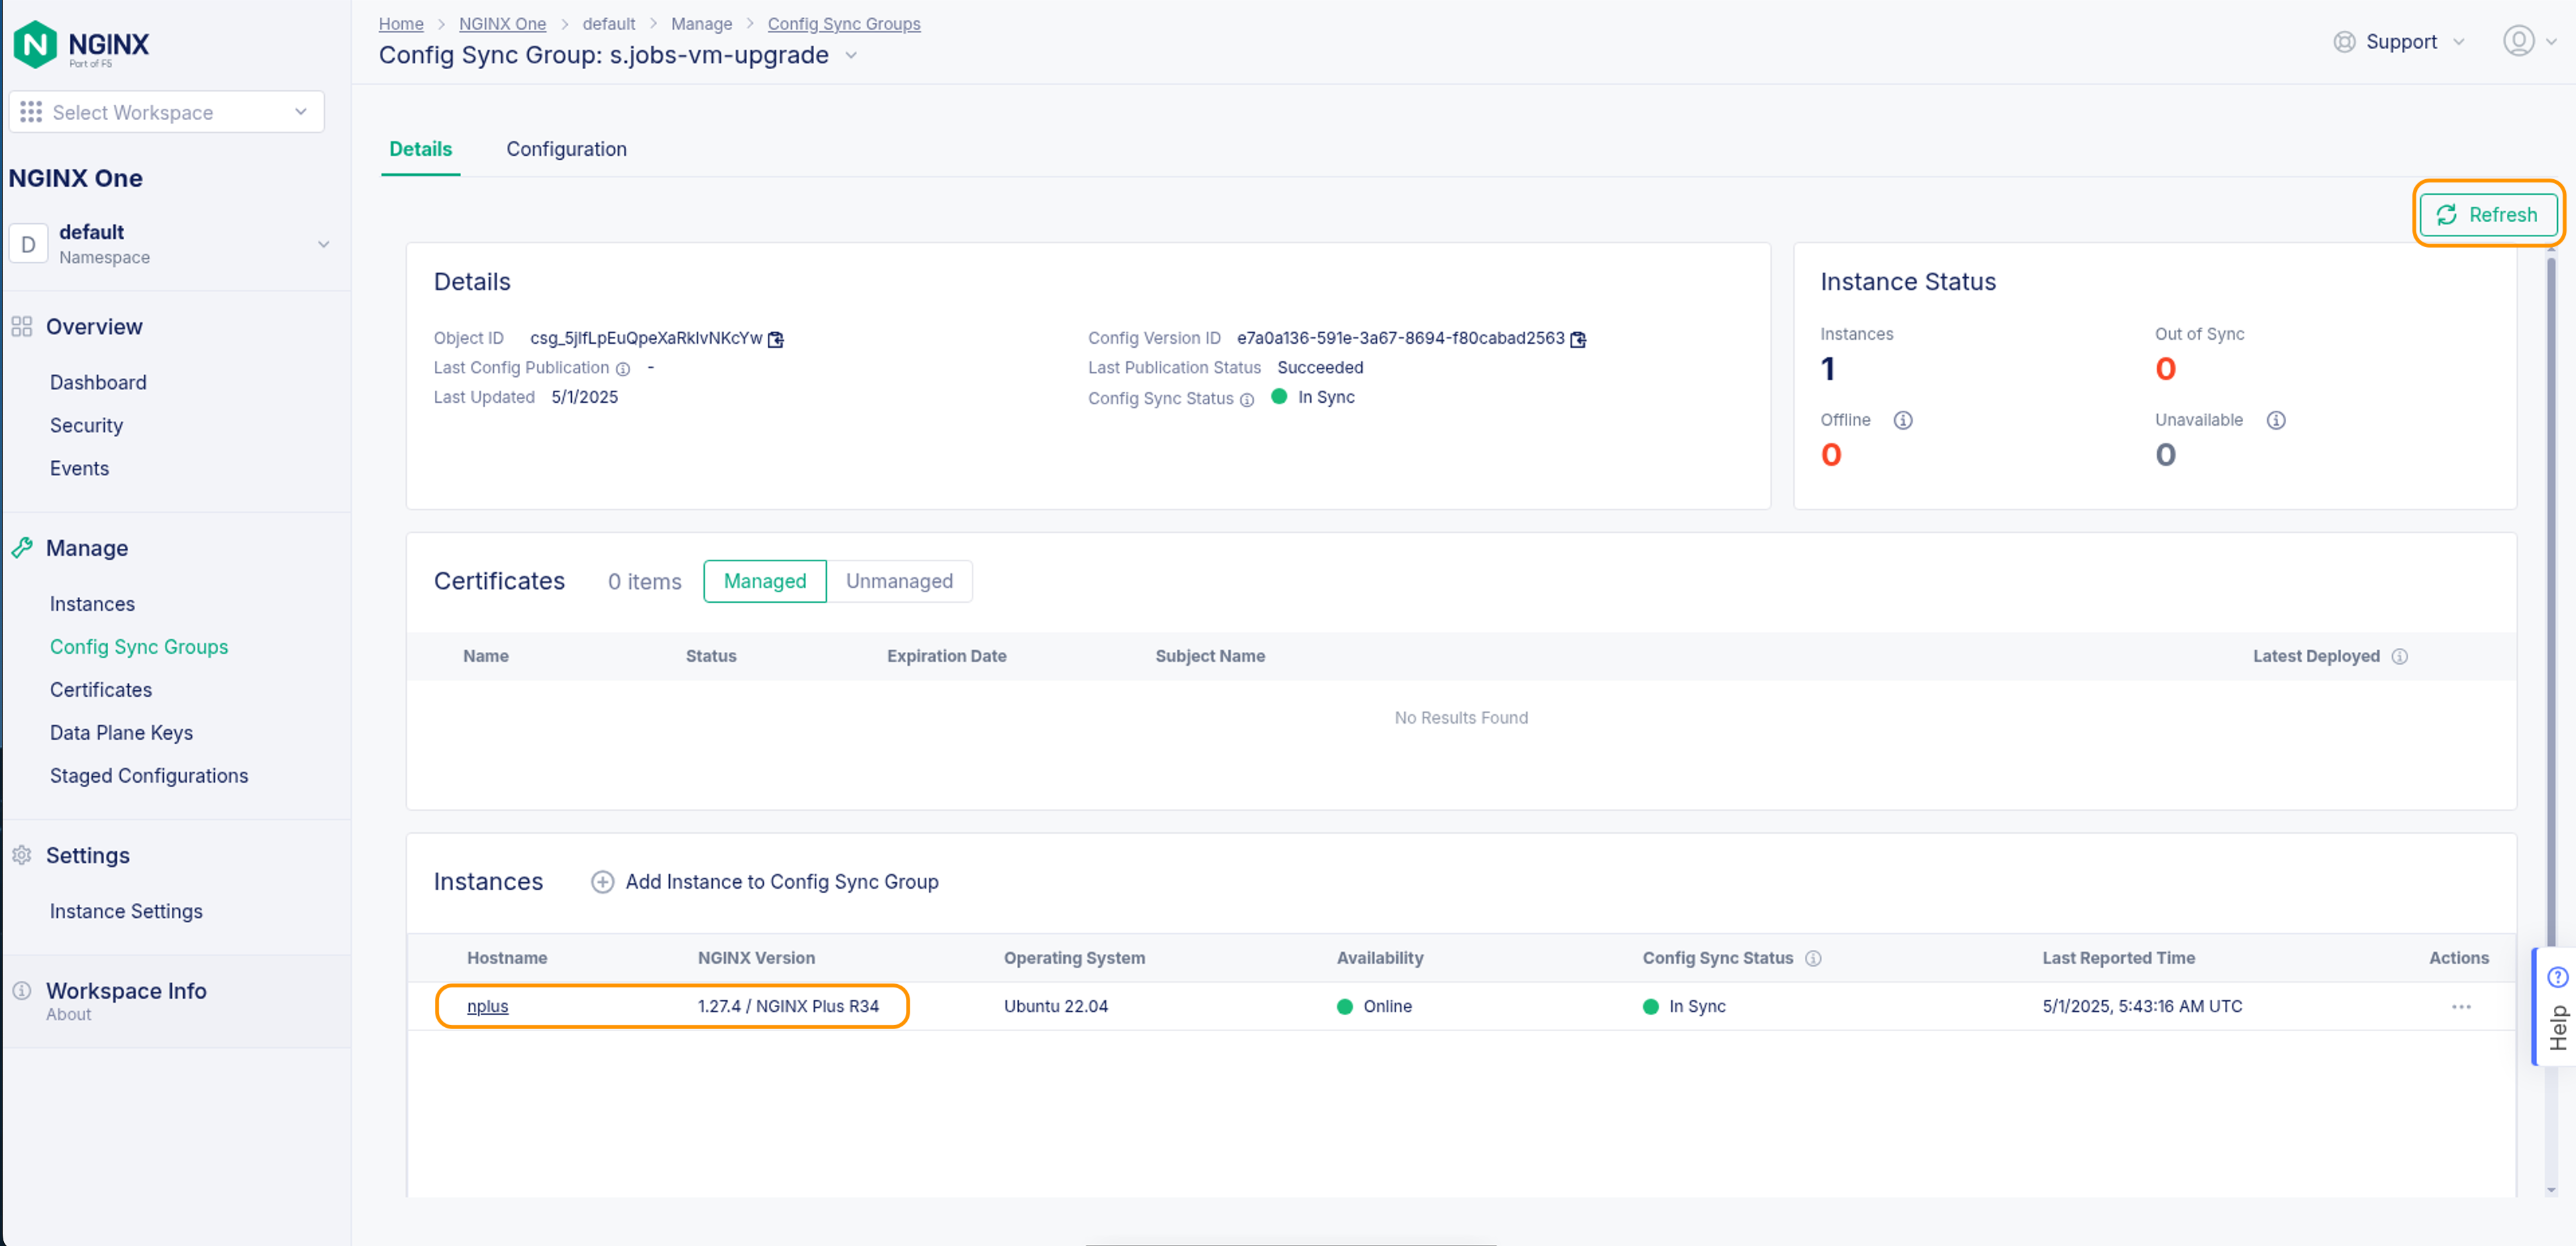 NGINX
Part of F5
Select Workspace
NGINX One
D
default
Namespace
Overview
Dashboard
Security
Events
Manage
Instances
Config Sync Groups
Certificates
Data Plane Keys
Staged Configurations
Settings
Instance Settings
Workspace Info
About
Home > NGINX One > default > Manage > Config Sync Groups
Config Sync Group: s.jobs-vm-upgrade
Support
Details Configuration
Refresh
Details
Object ID csg_5jlfLpEuQpeXaRklvNKcYw
Last Config Publication -
Last Updated 5/1/2025
Config Version ID e7a0a136-591e-3a67-8694-f80cabad2563
Last Publication Status Succeeded
Config Sync Status In Sync
Instance Status
Instances Out of Sync
1 0
Offline Unavailable
0 0
Certificates 0 items Managed Unmanaged
Name Status Expiration Date Subject Name Latest Deployed
No Results Found
Instances Add Instance to Config Sync Group
Hostname NGINX Version Operating System Availability Config Sync Status Last Reported Time Actions
nplus 1.27.4 / NGINX Plus R34 Ubuntu 22.04 Online In Sync 5/1/2025, 5:43:16 AM UTC ...
Help